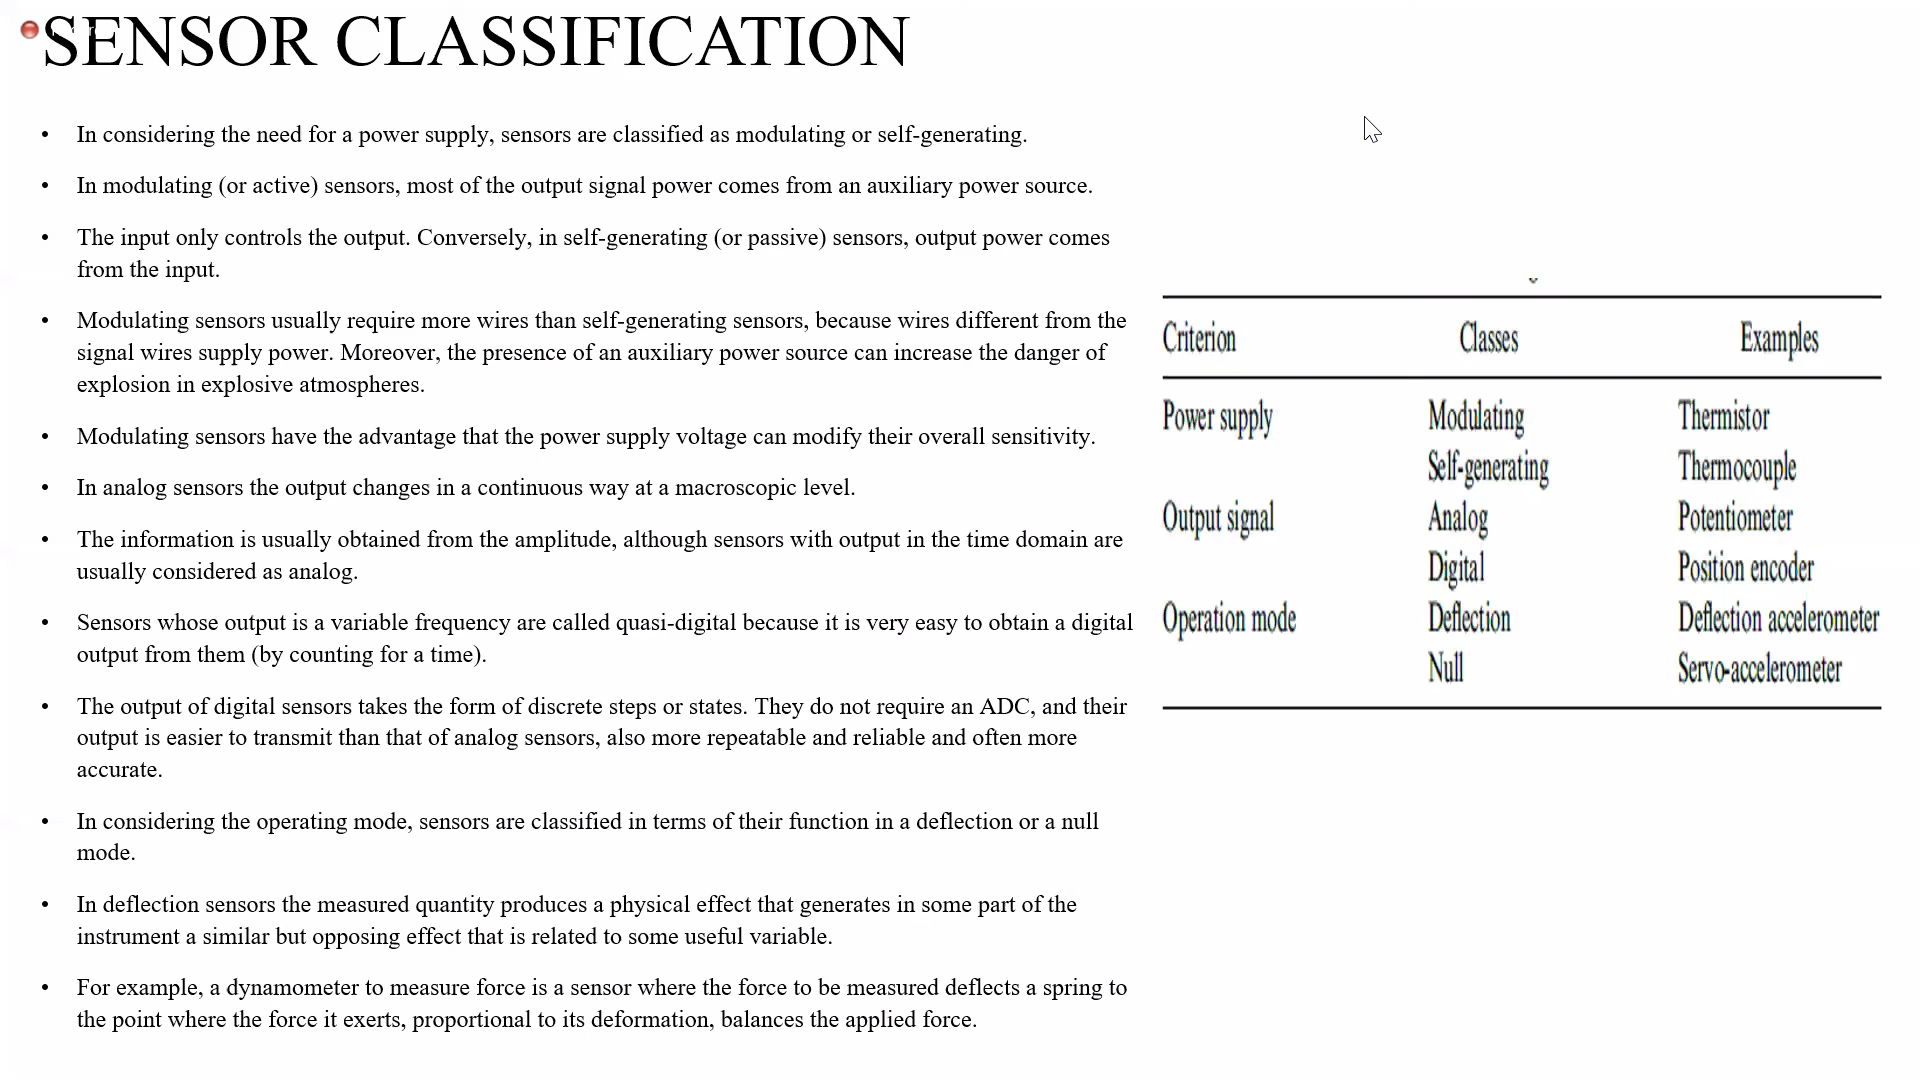 SENSOR CLASSIFICATION
• In considering the need for a power supply, sensors are classified as modulating or self-generating.
• In modulating (or active) sensors, most of the output signal power comes from an auxiliary power source.
• The input only controls the output. Conversely, in self-generating (or passive) sensors, output power comes
from the input.
• Modulating sensors usually require more wires than self-generating sensors, because wires different from the
signal wires supply power. Moreover, the presence of an auxiliary power source can increase the danger of
explosion in explosive atmospheres.
• Modulating sensors have the advantage that the power supply voltage can modify their overall sensitivity.
• In analog sensors the output changes in a continuous way at a macroscopic level.
• The information is usually obtained from the amplitude, although sensors with output in the time domain are
usually considered as analog.
• Sensors whose output is a variable frequency are called quasi-digital because it is very easy to obtain a digital
output from them (by counting for a time).
• The output of digital sensors takes the form of discrete steps or states. They do not require an ADC, and their
output is easier to transmit than that of analog sensors, also more repeatable and reliable and often more
accurate.
• In considering the operating mode, sensors are classified in terms of their function in a deflection or a null
mode.
• In deflection sensors the measured quantity produces a physical effect that generates in some part of the
instrument a similar but opposing effect that is related to some useful variable.
• For example, a dynamometer to measure force is a sensor where the force to be measured deflects a spring to
the point where the force it exerts, proportional to its deformation, balances the applied force.
Criterion Classes Examples
Power supply Modulating Thermistor
Self-generating Thermocouple
Output signal Analog Potentiometer
Digital Position encoder
Operation mode Deflection Deflection accelerometer
Null Servo-accelerometer